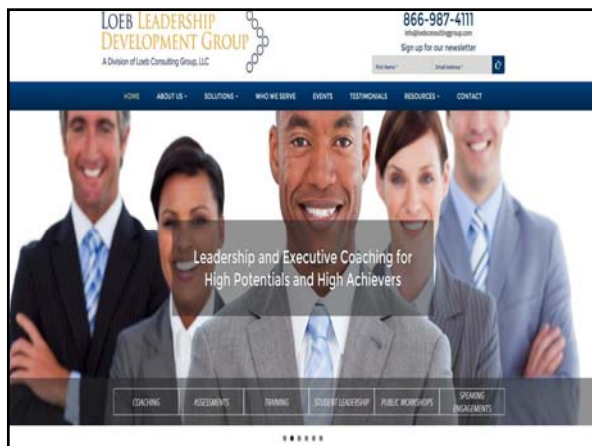 LOEB LEADERSHIP
DEVELOPMENT GROUP
A Division of Loeb Consulting Group, LLC
866-987-4111
info@loebconsultinggroup.com
Sign up for our newsletter
First Name * Email Address *
HOME ABOUT US SOLUTIONS WHO WE SERVE EVENTS TESTIMONIALS RESOURCES CONTACT
Leadership and Executive Coaching for
High Potentials and High Achievers
COACHING ASSESSMENTS TRAINING STUDENT LEADERSHIP PUBLIC WORKSHOPS SPEAKING
ENGAGEMENTS